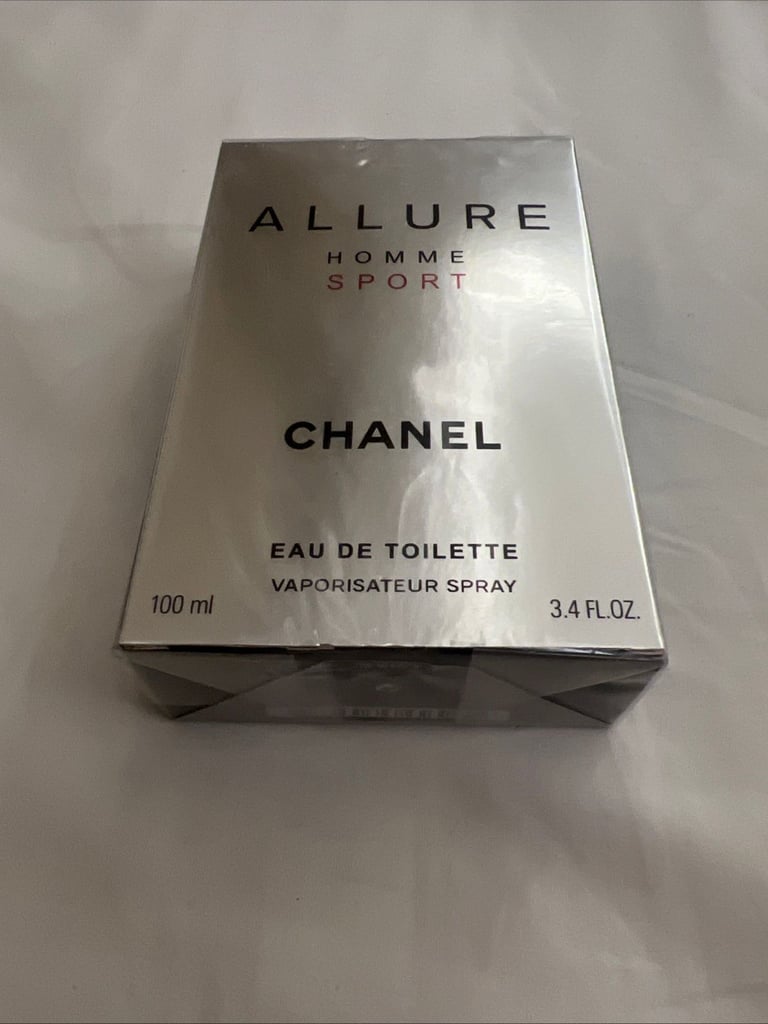 ALLURE
HOMME
SPORT
CHANEL
EAU DE TOILETTE
VAPORISATEUR SPRAY
100 ml 3.4 FL.OZ.